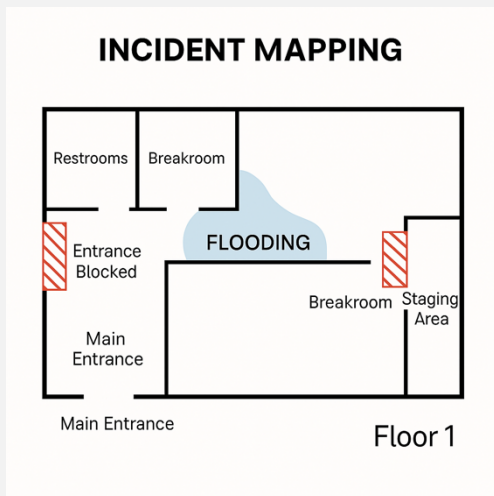 INCIDENT MAPPING
Restrooms
Breakroom
FLOODING
Entrance
Blocked
Breakroom
Staging
Area
Main
Entrance
Main Entrance
Floor 1